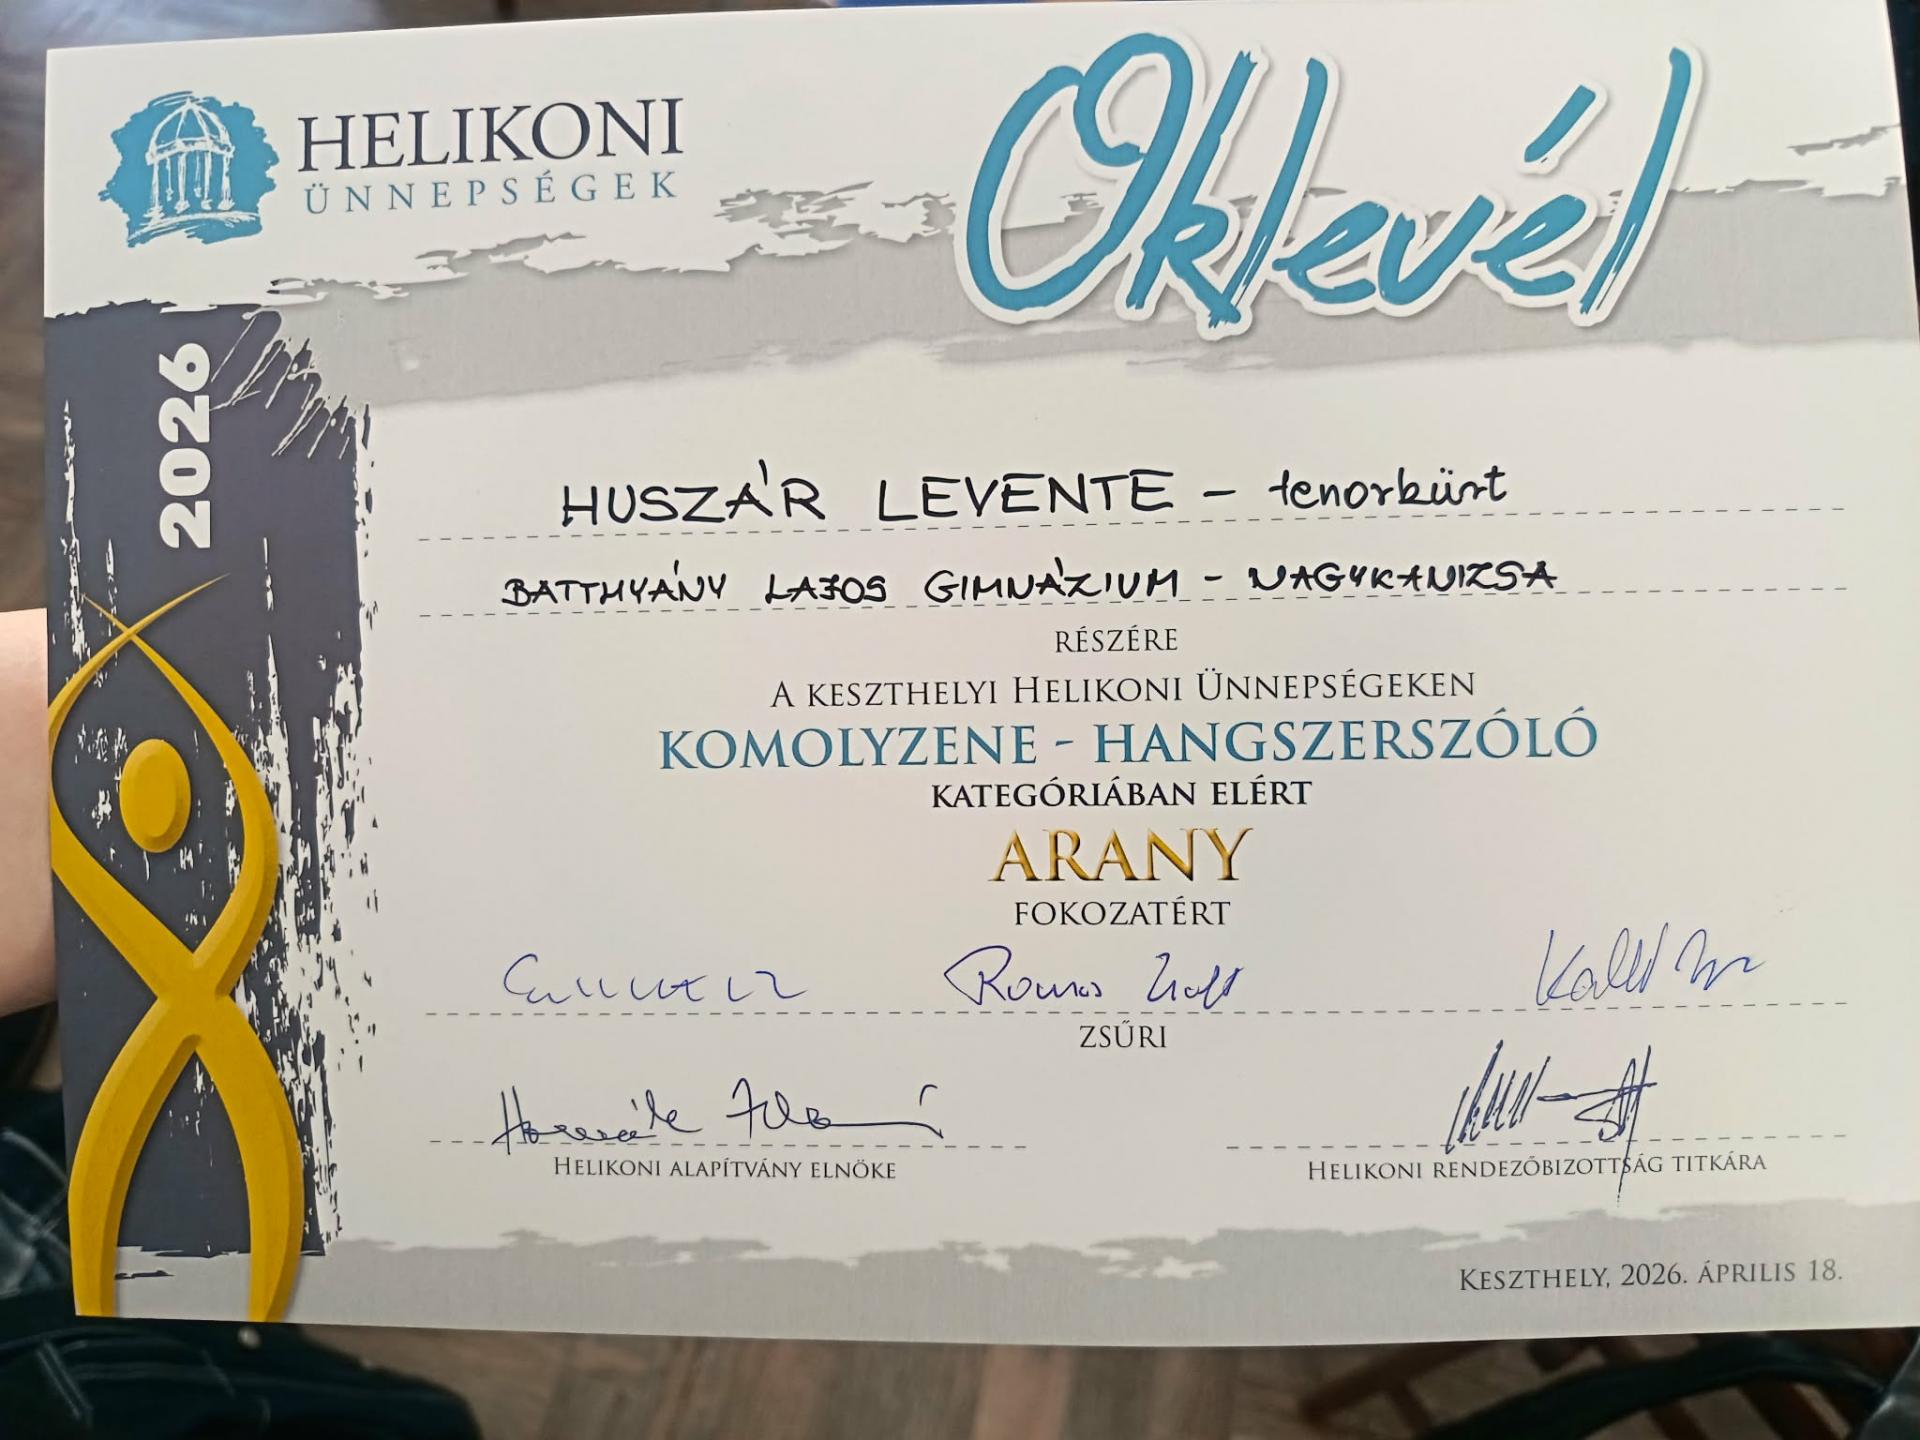 HELIKONI
ÜNNEPSÉGEK
Oklevél
2026
HUSZÁR LEVENTE - tenorkürt
BATTHYÁNY LAJOS GIMNÁZIUM - NAGYKANIZSA
RÉSZÉRE
A KESZTHELYI HELIKONI ÜNNEPSÉGEKEN
KOMOLYZENE - HANGSZERSZÓLÓ
KATEGÓRIÁBAN ELÉRT
ARANY
FOKOZATÉRT
ZSŰRI
HELIKONI ALAPÍTVÁNY ELNÖKE
HELIKONI RENDEZŐBIZOTTSÁG TITKÁRA
KESZTHELY, 2026. ÁPRILIS 18.